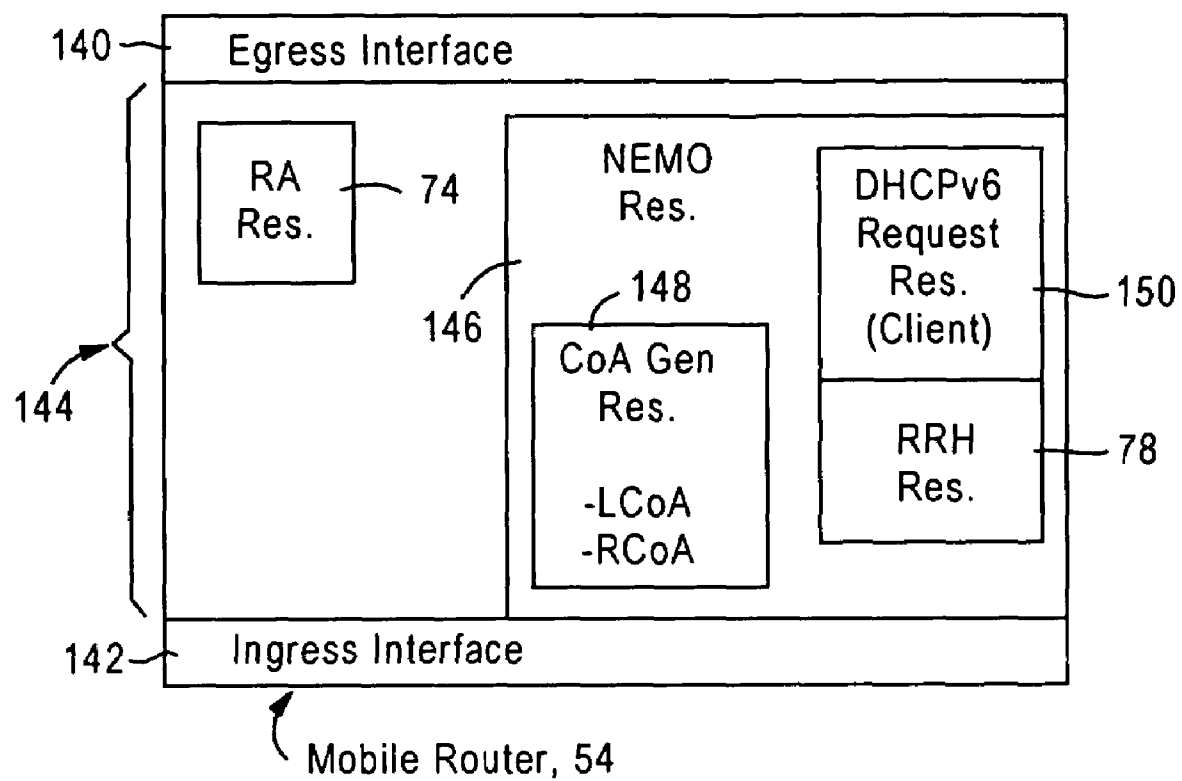 140
Egress Interface
RA
Res.
74
NEMO
Res.
DHCPv6
Request
Res.
(Client)
150
146
148
CoA Gen
Res.
-LCoA
-RCoA
RRH
Res.
78
144
142
Ingress Interface
Mobile Router, 54